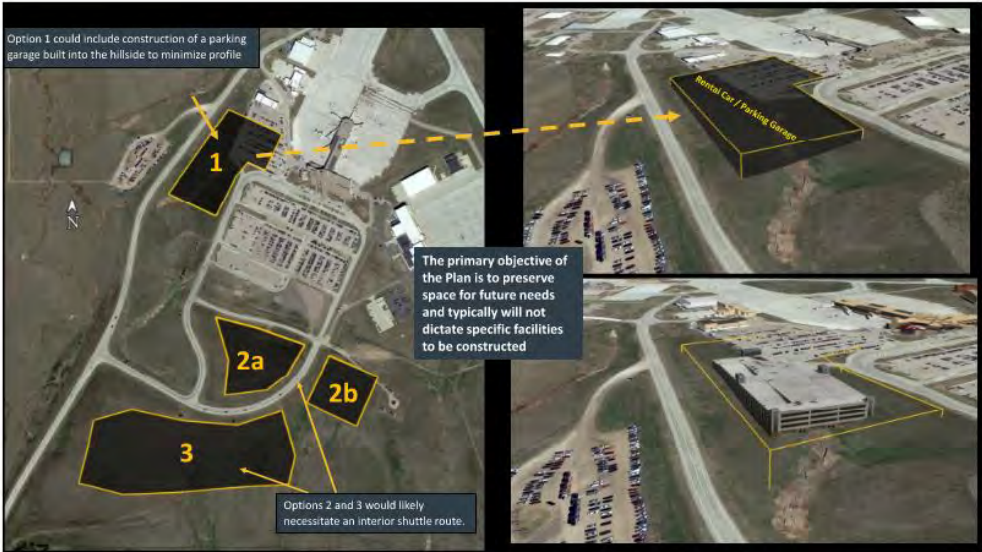 Option 1 could include construction of a parking
garage built into the hillside to minimize profile
1
N
2a
2b
3
Options 2 and 3 would likely
necessitate an interior shuttle route.
The primary objective of
the Plan is to preserve
space for future needs
and typically will not
dictate specific facilities
to be constructed
Rental Car / Parking Garage